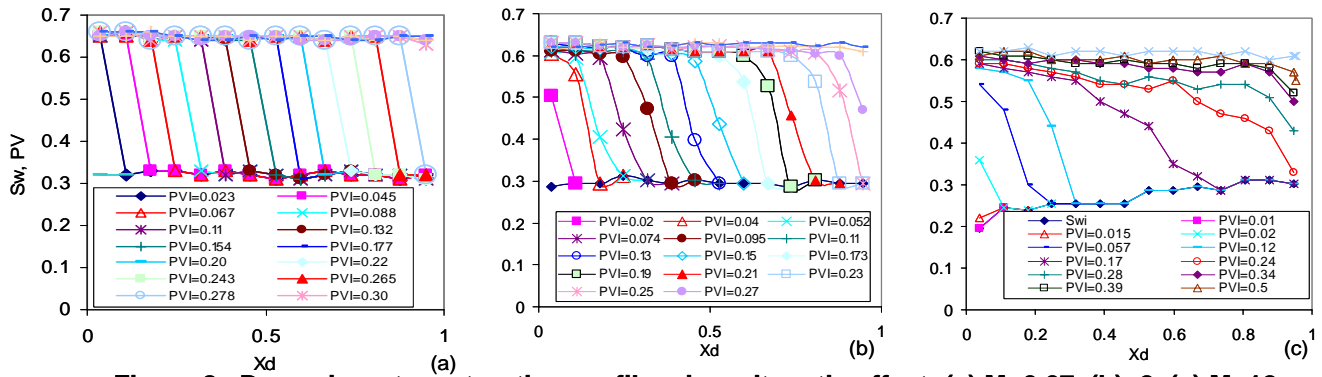 0.7
0.6
0.5
0.4
0.3
0.2
0.1
0
Sw, PV
PVI=0.023 PVI=0.045
PVI=0.067 PVI=0.088
PVI=0.11 PVI=0.132
PVI=0.154 PVI=0.177
PVI=0.20 PVI=0.22
PVI=0.243 PVI=0.265
PVI=0.278 PVI=0.30
0 0.5 1
Xd
(a)
0.7
0.6
0.5
0.4
0.3
0.2
0.1
0
PVI=0.02 PVI=0.04 PVI=0.052
PVI=0.074 PVI=0.095 PVI=0.11
PVI=0.13 PVI=0.15 PVI=0.173
PVI=0.19 PVI=0.21 PVI=0.23
PVI=0.25 PVI=0.27
0 0.5 1
Xd
(b)
0.7
0.6
0.5
0.4
0.3
0.2
0.1
0
Swi PVI=0.01
PVI=0.015 PVI=0.02
PVI=0.057 PVI=0.12
PVI=0.17 PVI=0.24
PVI=0.28 PVI=0.34
PVI=0.39 PVI=0.5
0 0.2 0.4 0.6 0.8 1
Xd
(c)